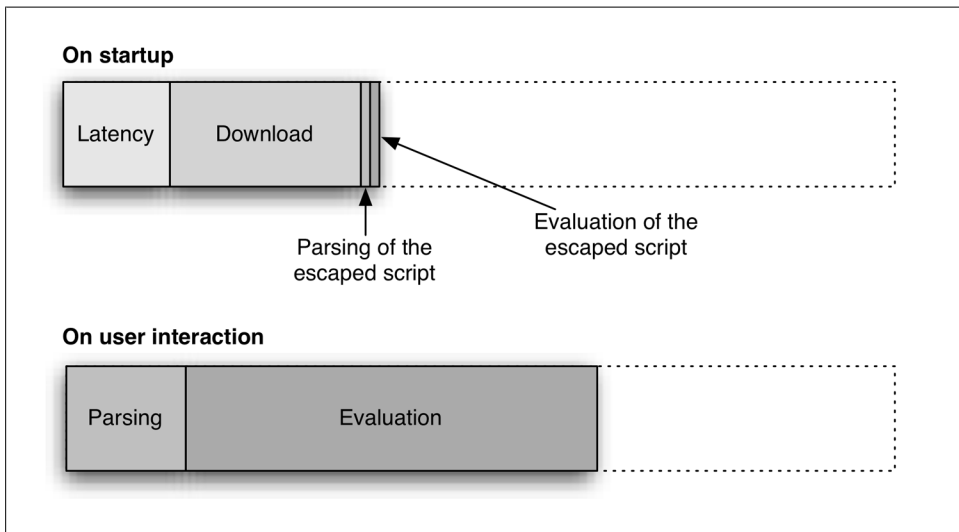 On startup
Latency
Download
Parsing of the
escaped script
Evaluation of the
escaped script
On user interaction
Parsing
Evaluation